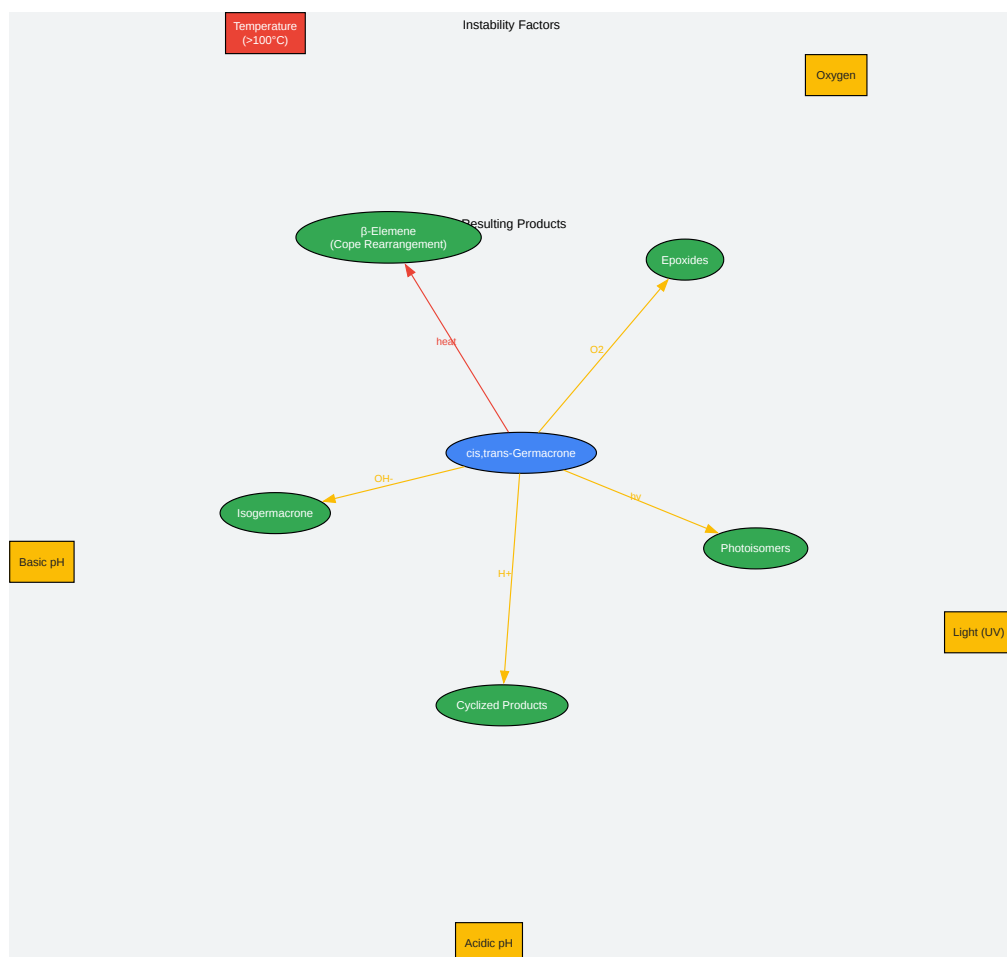 Temperature
(>100°C)
Instability Factors
Oxygen
Resulting Products
β-Elemene
(Cope Rearrangement)
Epoxides
heat
O2
cis,trans-Germacrone
OH-
hv
Isogermacrone
Photoisomers
Basic pH
H+
Light (UV)
Cyclized Products
Acidic pH